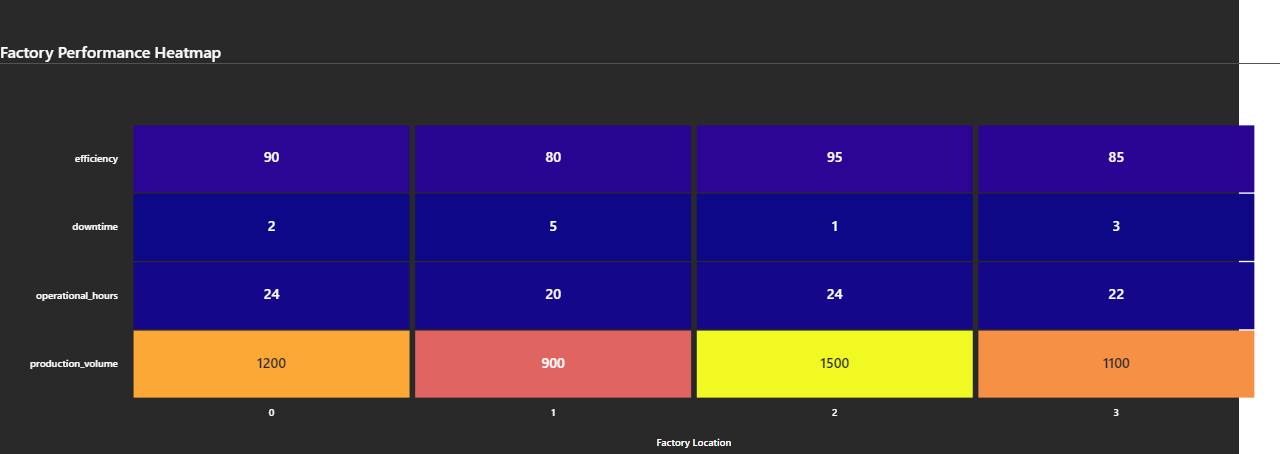 Factory Performance Heatmap
efficiency 90 80 95 85
downtime 2 5 1 3
operational_hours 24 20 24 22
production_volume 1200 900 1500 1100
0 1 2 3
Factory Location